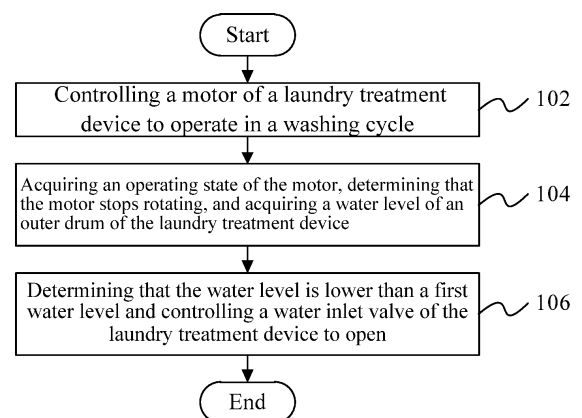 Start
Controlling a motor of a laundry treatment
device to operate in a washing cycle
102
Acquiring an operating state of the motor, determining that
the motor stops rotating, and acquiring a water level of an
outer drum of the laundry treatment device
104
Determining that the water level is lower than a first
water level and controlling a water inlet valve of the
laundry treatment device to open
106
End